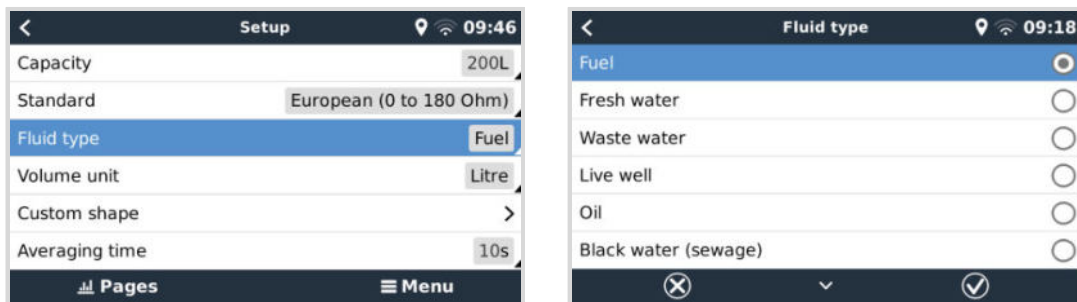 Setup 09:46
Capacity 200L
Standard European (0 to 180 Ohm)
Fluid type Fuel
Volume unit Litre
Custom shape
Averaging time 10s
Pages Menu
Fluid type 09:18
Fuel
Fresh water
Waste water
Live well
Oil
Black water (sewage)